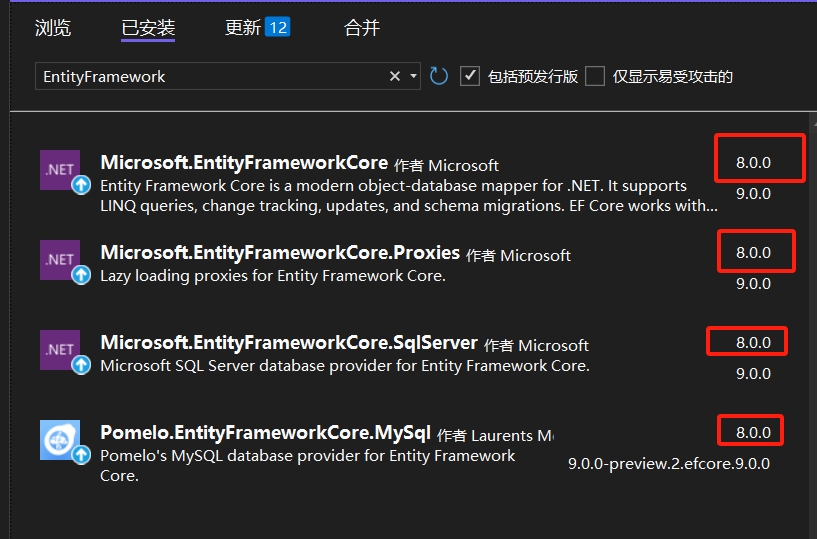 浏览 已安装 更新 12 合并
EntityFramework 包括预发行版 仅显示易受攻击的
.NET Microsoft.EntityFrameworkCore 作者 Microsoft 8.0.0
Entity Framework Core is a modern object-database mapper for .NET. It supports 9.0.0
LINQ queries, change tracking, updates, and schema migrations. EF Core works with...
.NET Microsoft.EntityFrameworkCore.Proxies 作者 Microsoft 8.0.0
Lazy loading proxies for Entity Framework Core. 9.0.0
.NET Microsoft.EntityFrameworkCore.SqlServer 作者 Microsoft 8.0.0
Microsoft SQL Server database provider for Entity Framework Core. 9.0.0
Pomelo.EntityFrameworkCore.MySql 作者 Laurents 8.0.0
Pomelo's MySQL database provider for Entity Framework 9.0.0-preview.2.efcore.9.0.0
Core.